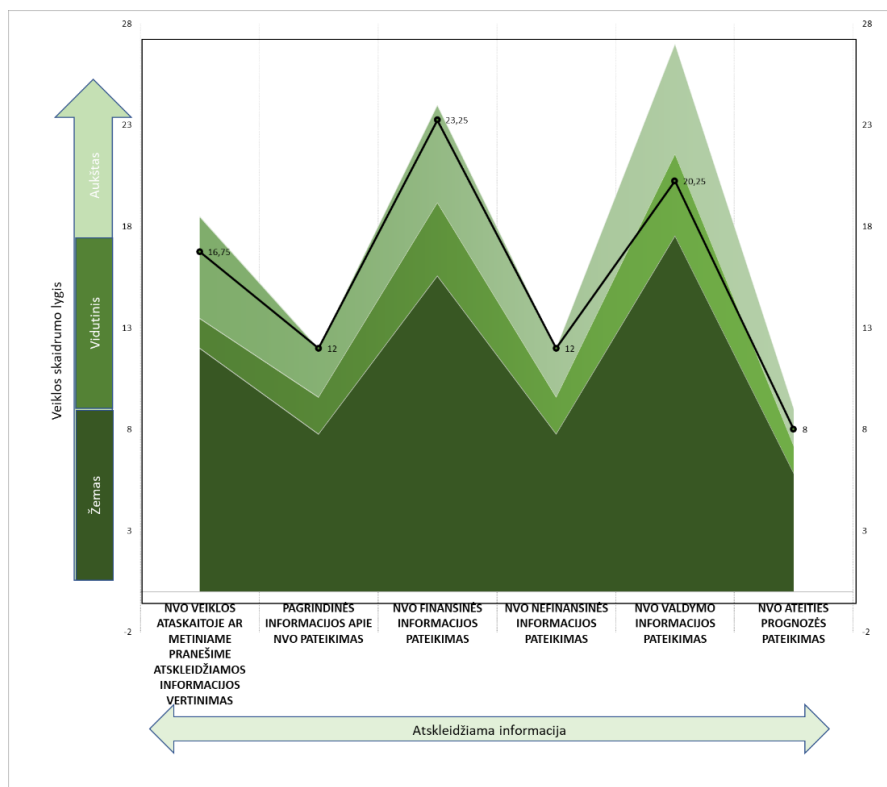 28
28
23
23
18
18
13
13
8
8
3
3
-2
-2
Veiklos skaidrumo lygis
Aukštas
Vidutinis
Žemas
16,75
12
23,25
12
20,25
8
NVO VEIKLOS
ATASKAITOJE AR
METINIAME
PRANEŠIME
ATSKLEIDŽIAMOS
INFORMACIJOS
VERTINIMAS
PAGRINDINĖS
INFORMACIJOS APIE
NVO PATEIKIMAS
NVO FINANSINĖS
INFORMACIJOS
PATEIKIMAS
NVO NEFINANSINĖS
INFORMACIJOS
PATEIKIMAS
NVO VALDYMO
INFORMACIJOS
PATEIKIMAS
NVO ATEITIES
PROGNOZĖS
PATEIKIMAS
Atskleidžiama informacija